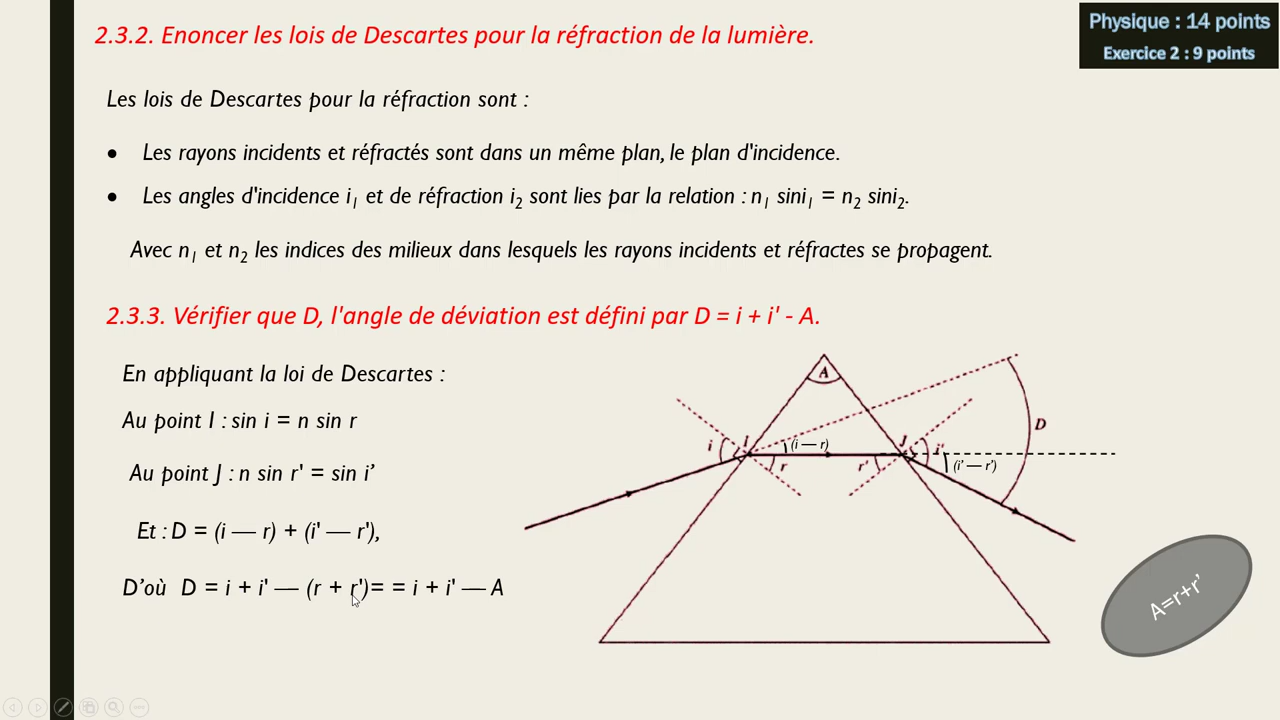 2.3.2. Enoncer les lois de Descartes pour la réfraction de la lumière.
Physique : 14 points
Exercice 2 : 9 points
Les lois de Descartes pour la réfraction sont :
• Les rayons incidents et réfractés sont dans un même plan, le plan d'incidence.
• Les angles d'incidence i₁ et de réfraction i₂ sont lies par la relation : n₁ sini₁ = n₂ sini₂.
Avec n₁ et n₂ les indices des milieux dans lesquels les rayons incidents et réfractes se propagent.
2.3.3. Vérifier que D, l'angle de déviation est défini par D = i + i' - A.
En appliquant la loi de Descartes :
Au point I : sin i = n sin r
Au point J : n sin r' = sin i’
Et : D = (i — r) + (i' — r'),
D’où D = i + i' — (r + r')= = i + i' — A
A
D
i
I
(i — r)
J
i'
r
r'
(i’ — r’)
A=r+r’